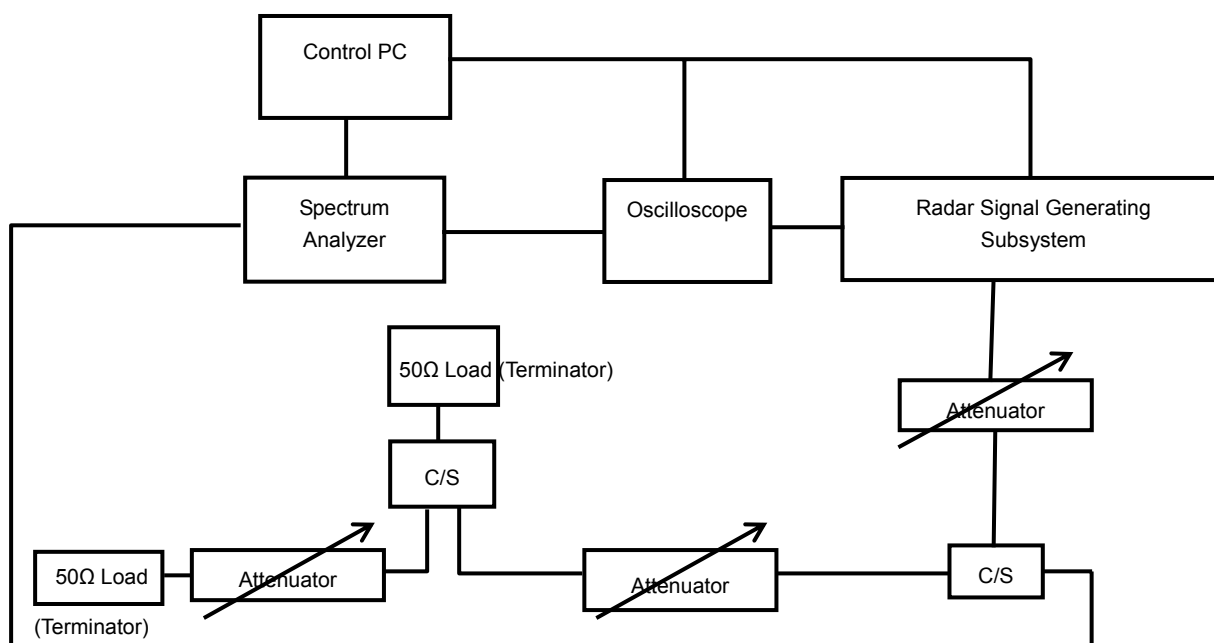 Control PC
Spectrum
Analyzer
Oscilloscope
Radar Signal Generating
Subsystem
50Ω Load (Terminator)
Attenuator
C/S
50Ω Load
(Terminator)
Attenuator
Attenuator
C/S